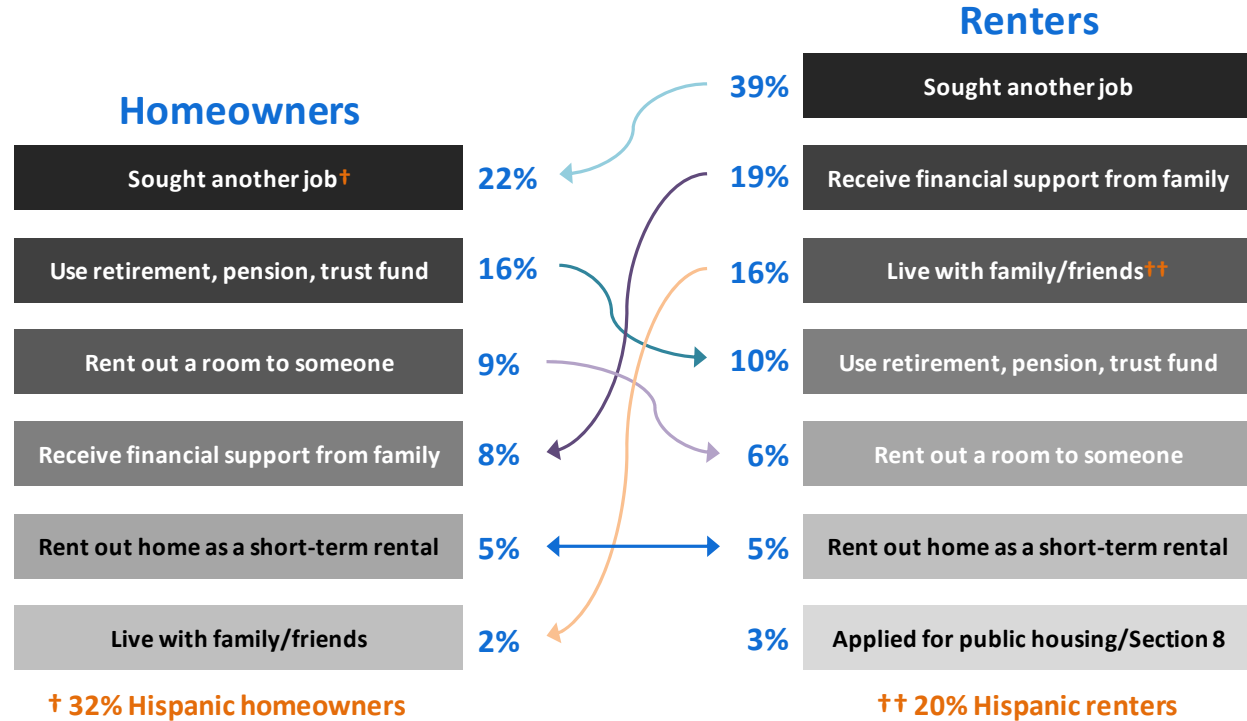 Homeowners
Sought another job† 22%
Use retirement, pension, trust fund 16%
Rent out a room to someone 9%
Receive financial support from family 8%
Rent out home as a short-term rental 5%
Live with family/friends 2%
† 32% Hispanic homeowners
Renters
39% Sought another job
19% Receive financial support from family
16% Live with family/friends††
10% Use retirement, pension, trust fund
6% Rent out a room to someone
5% Rent out home as a short-term rental
3% Applied for public housing/Section 8
†† 20% Hispanic renters